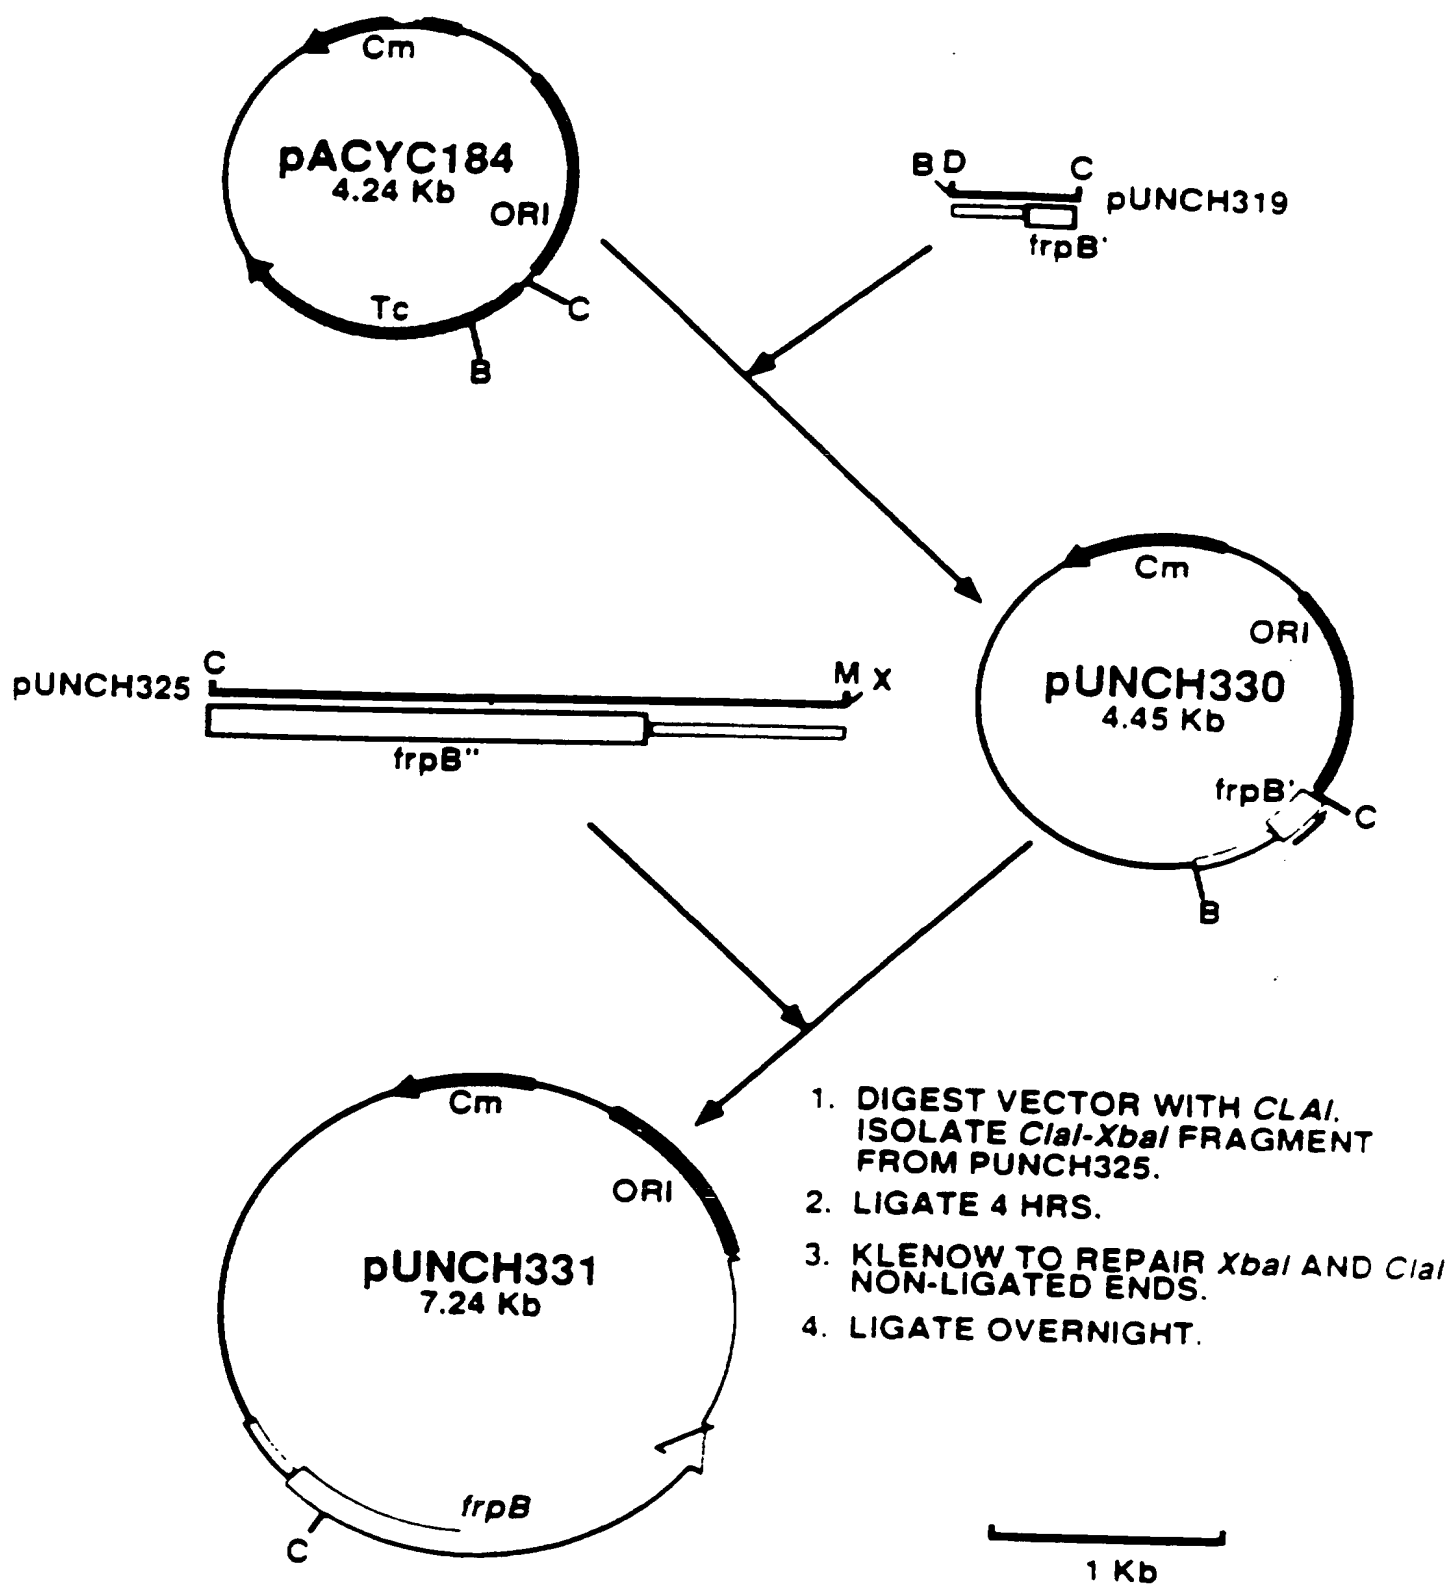 Cm
pACYC184
4.24 Kb
ORI
Tc
C
B
B D C
pUNCH319
frpB'
Cm
ORI
pUNCH330
4.45 Kb
frpB'
C
B
C
M X
pUNCH325
frpB"
Cm
ORI
pUNCH331
7.24 Kb
frpB
C
1. DIGEST VECTOR WITH CLAI.
ISOLATE ClaI-XbaI FRAGMENT
FROM PUNCH325.
2. LIGATE 4 HRS.
3. KLENOW TO REPAIR XbaI AND ClaI
NON-LIGATED ENDS.
4. LIGATE OVERNIGHT.
1 Kb